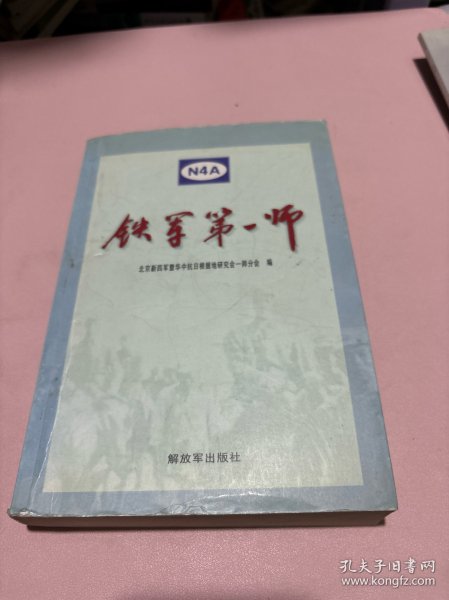 N4A
铁军第一师
北京新四军暨华中抗日根据地研究会一师分会 编
解放军出版社
孔夫子旧书网
www.kongfz.com